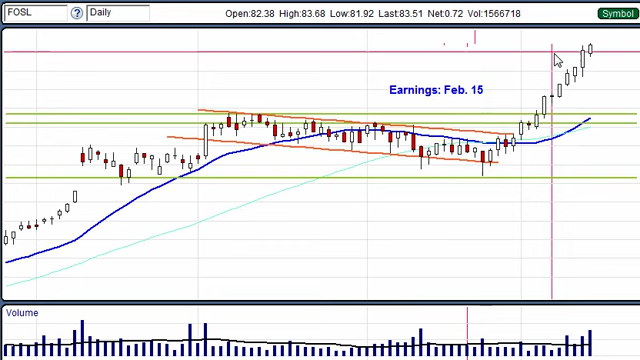 FOSL ? Daily Open:82.38 High:83.68 Low:81.92 Last:83.51 Net:0.72 Vol:1566718 Symbol
Earnings: Feb. 15
Volume